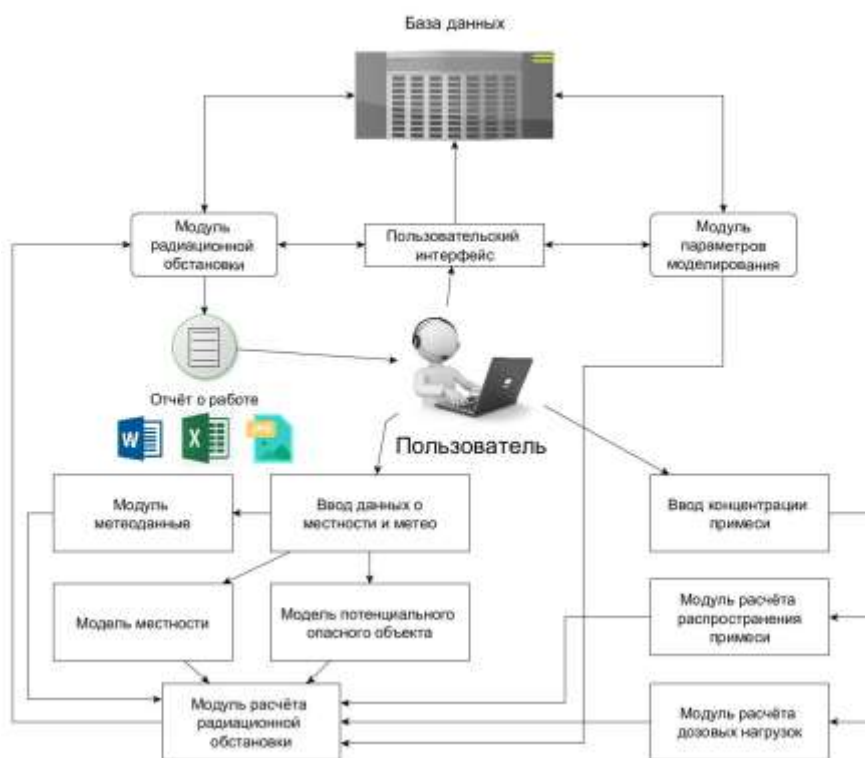 База данных
Модуль
радиационной
обстановки
Пользовательский
интерфейс
Модуль
параметров
моделирования
Отчёт о работе
W
X
Пользователь
Модуль
метеоданные
Ввод данных о
местности и метео
Ввод концентрации
примеси
Модель местности
Модель потенциального
опасного объекта
Модуль расчёта
распространения
примеси
Модуль расчёта
радиационной
обстановки
Модуль расчёта
дозовых нагрузок